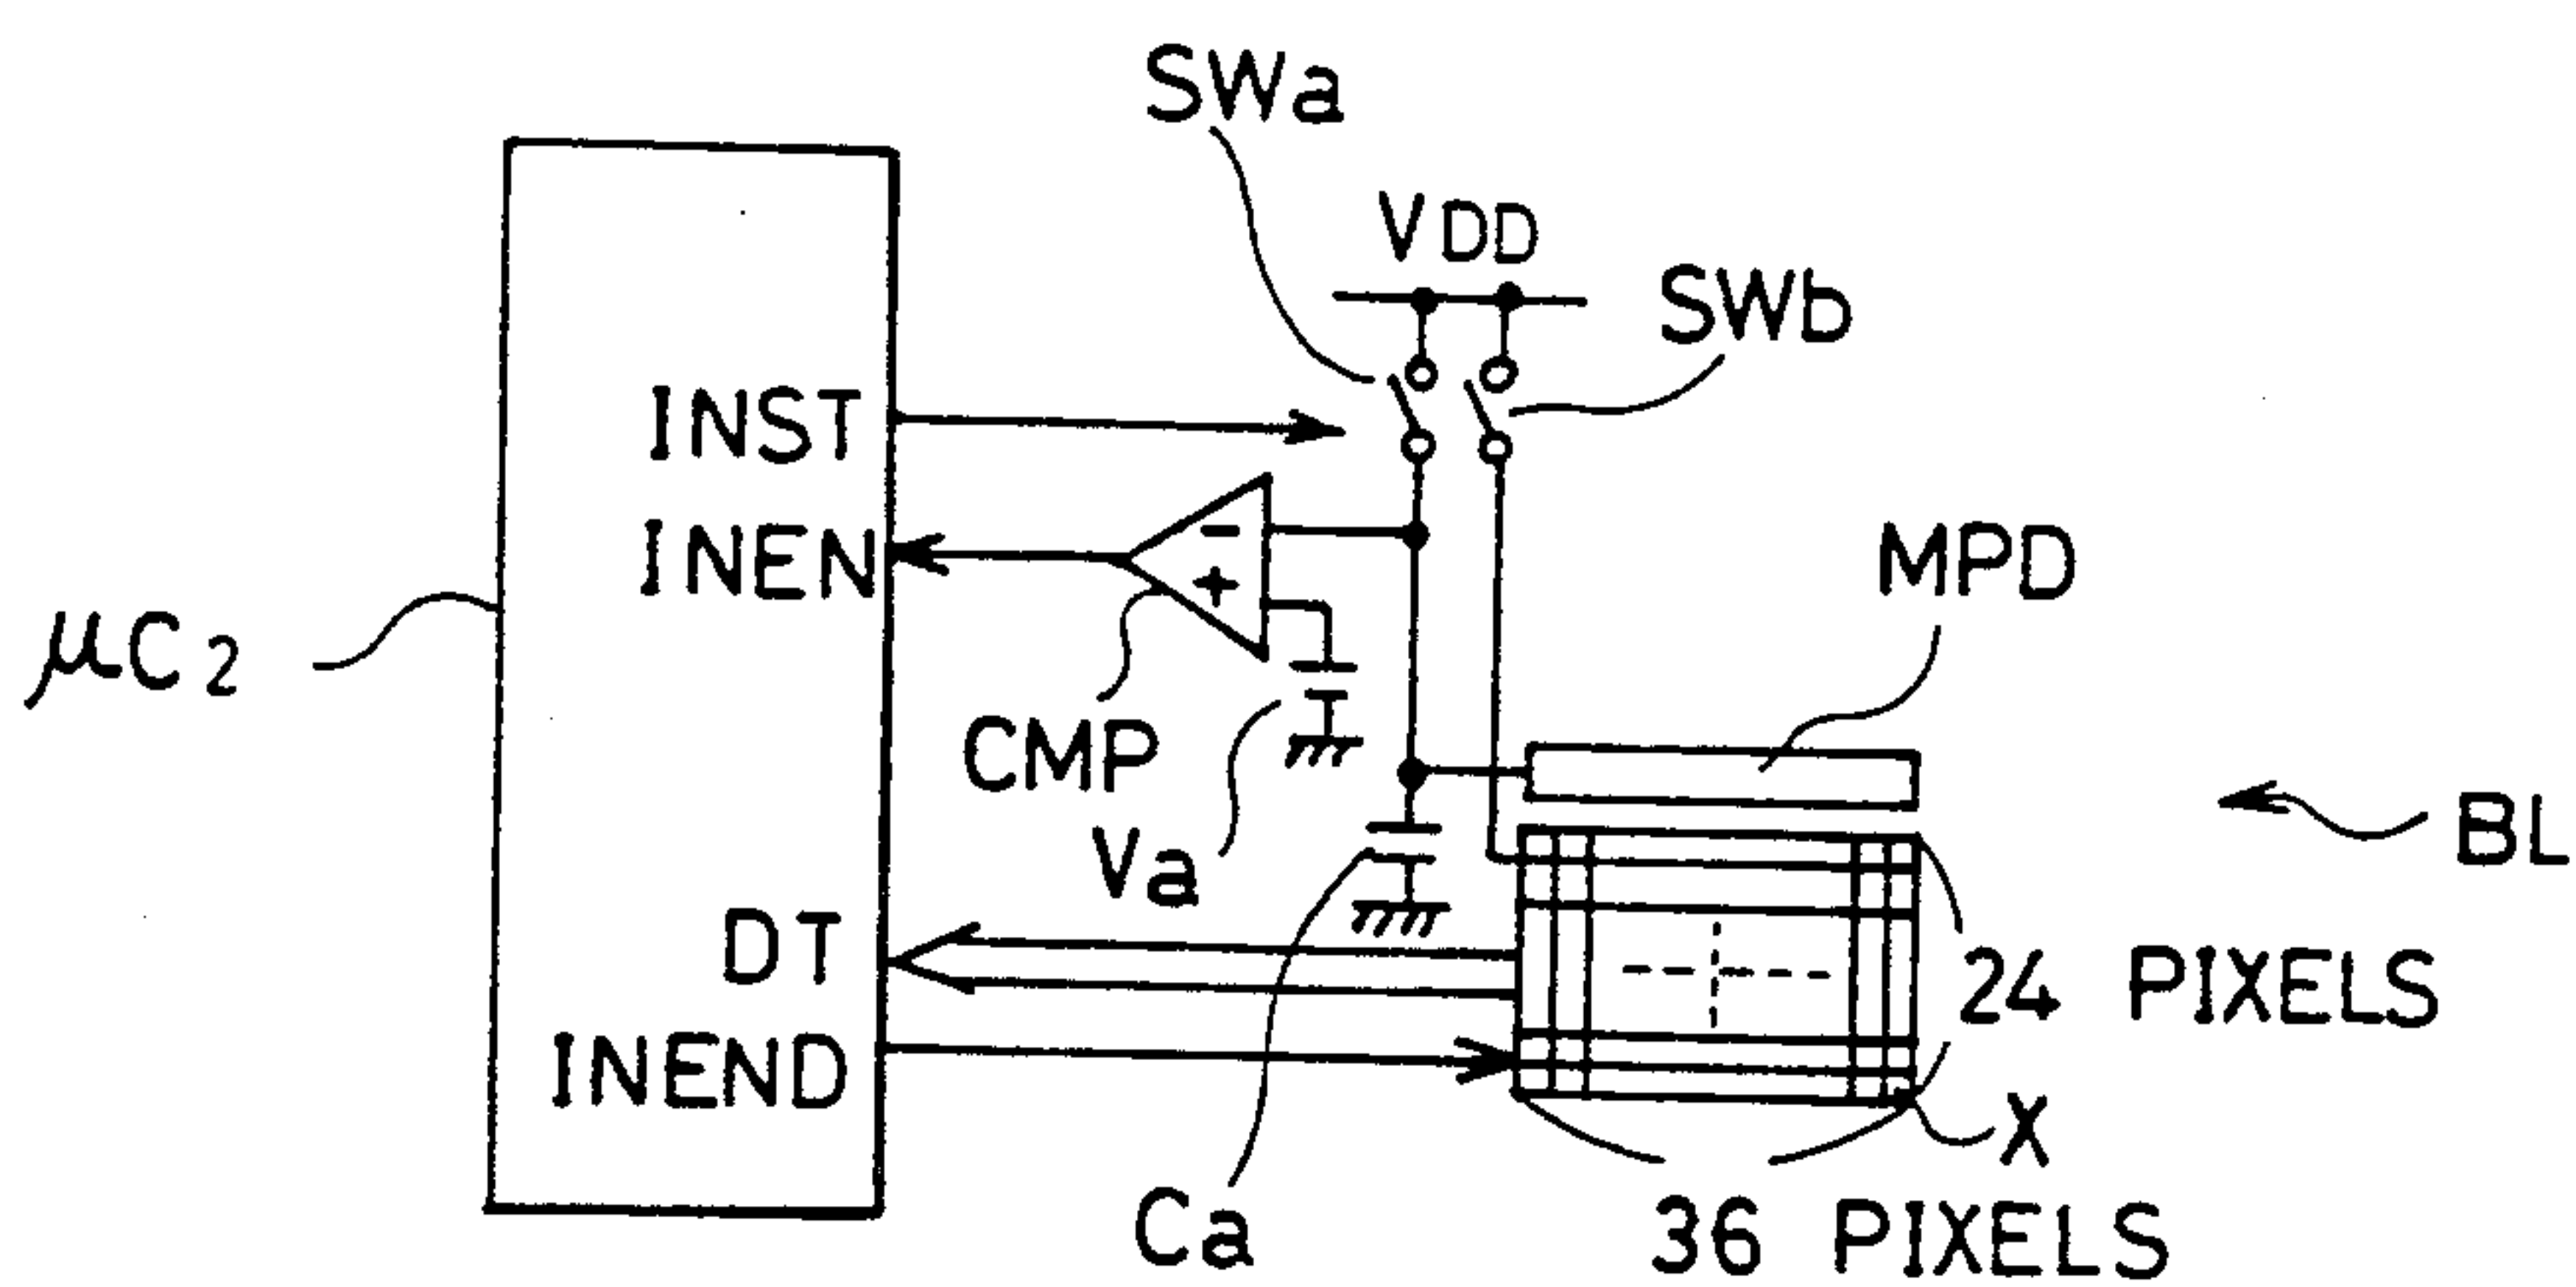 SWa
VDD
SWb
INST
INEN
-
+
MPD
μC2
CMP
Va
BL
DT
24 PIXELS
INEND
X
Ca
36 PIXELS